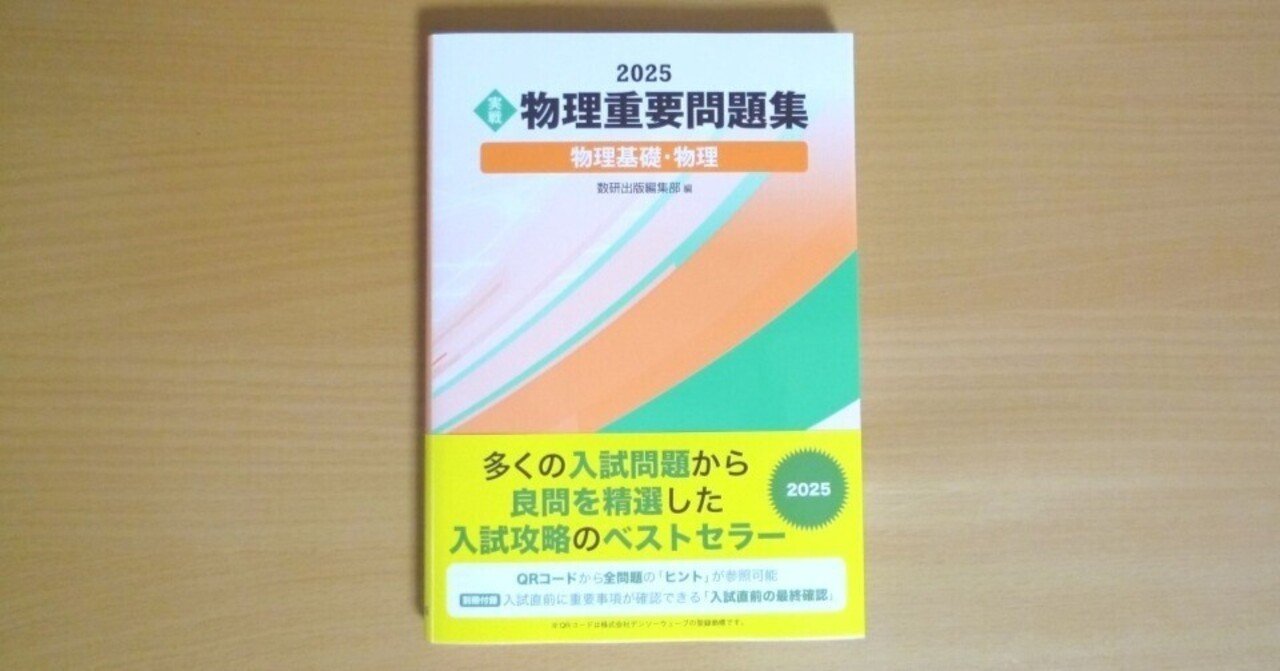 2025
実戦
物理重要問題集
物理基礎・物理
数研出版編集部 編
多くの入試問題から
良問を精選した
入試攻略のベストセラー
2025
QRコードから全問題の「ヒント」が参照可能
別冊付録 入試直前に重要事項が確認できる「入試直前の最終確認」
※QRコードは株式会社デンソーウェーブの登録商標です。